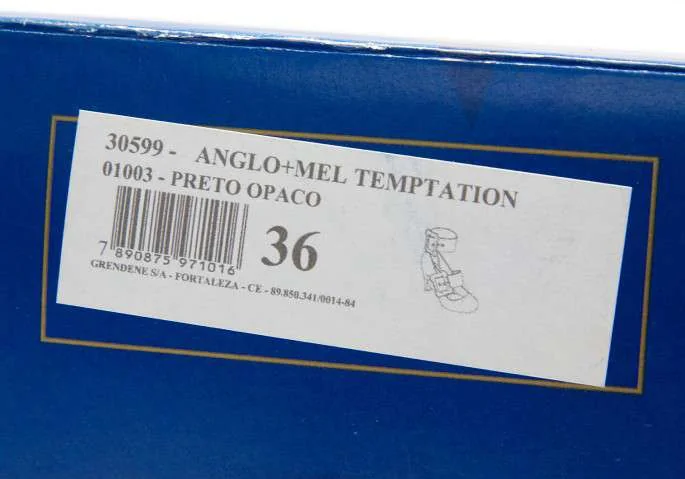 30599 - ANGLO+MEL TEMPTATION
01003 - PRETO OPACO
36
7 890875 971016
GRENDENE S/A - FORTALEZA - CE - 89.850.341/0014-84